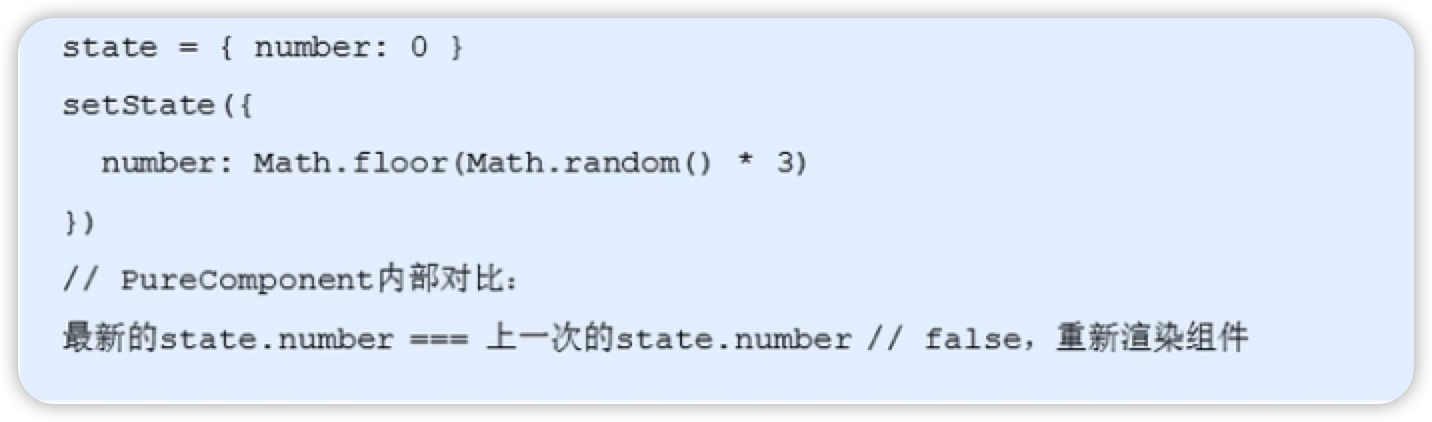 state = { number: 0 }
setState({
  number: Math.floor(Math.random() * 3)
})
// PureComponent内部对比：
最新的state.number === 上一次的state.number // false，重新渲染组件